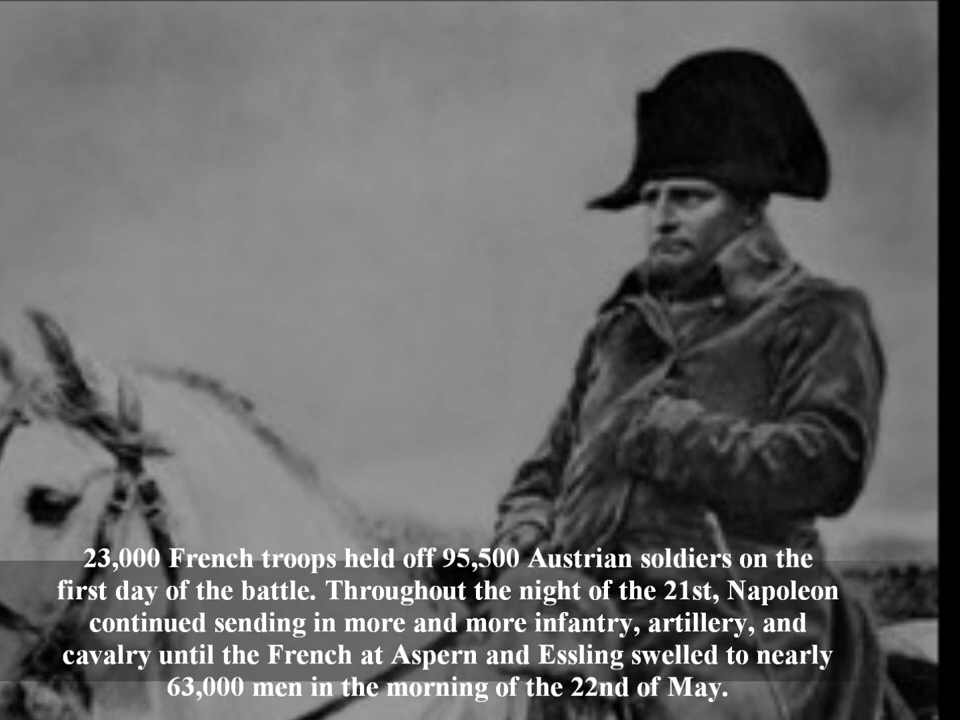 23,000 French troops held off 95,500 Austrian soldiers on the
first day of the battle. Throughout the night of the 21st, Napoleon
continued sending in more and more infantry, artillery, and
cavalry until the French at Aspern and Essling swelled to nearly
63,000 men in the morning of the 22nd of May.